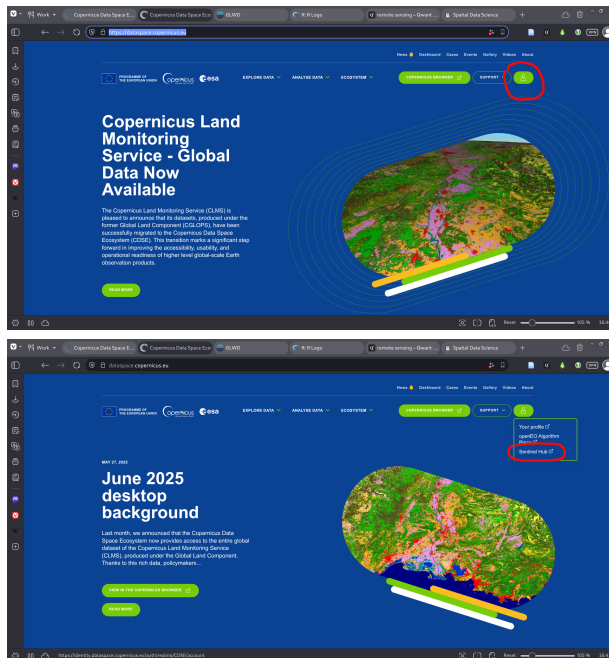 Work
Copernicus Data Space E...
Copernicus Data Space Eco
GLWD
R: R Logo
remote sensing – Qwant ...
Spatial Data Science
https://dataspace.copernicus.eu
VPN
News Dashboard Cases Events Gallery Videos About
PROGRAMME OF
THE EUROPEAN UNION
opernicus
esa
EXPLORE DATA
ANALYSE DATA
ECOSYSTEM
COPERNICUS BROWSER
SUPPORT
Copernicus Land
Monitoring
Service - Global
Data Now
Available
The Copernicus Land Monitoring Service (CLMS) is
pleased to announce that its datasets, produced under the
former Global Land Component (CGLOPS), have been
successfully migrated to the Copernicus Data Space
Ecosystem (CDSE). This transition marks a significant step
forward in improving the accessibility, usability, and
operational readiness of higher level global-scale Earth
observation products.
READ MORE
Reset
105 %
Work
Copernicus Data Space E...
Copernicus Data Space Eco
GLWD
R: R Logo
remote sensing – Qwant ...
Spatial Data Science
dataspace.copernicus.eu
VPN
News Dashboard Cases Events Gallery Videos About
PROGRAMME OF
THE EUROPEAN UNION
opernicus
esa
EXPLORE DATA
ANALYSE DATA
ECOSYSTEM
COPERNICUS BROWSER
SUPPORT
Your profile
openEO Algorithm
Sentinel Hub
MAY 27, 2025
June 2025
desktop
background
Last month, we announced that the Copernicus Data
Space Ecosystem now provides access to the entire global
dataset of the Copernicus Land Monitoring Service
(CLMS), produced under the Global Land Component.
Thanks to this rich data, policymakers...
VIEW IN THE COPERNICUS BROWSER
READ MORE
https://identity.dataspace.copernicus.eu/auth/realms/CDSE/account
Reset
105 %